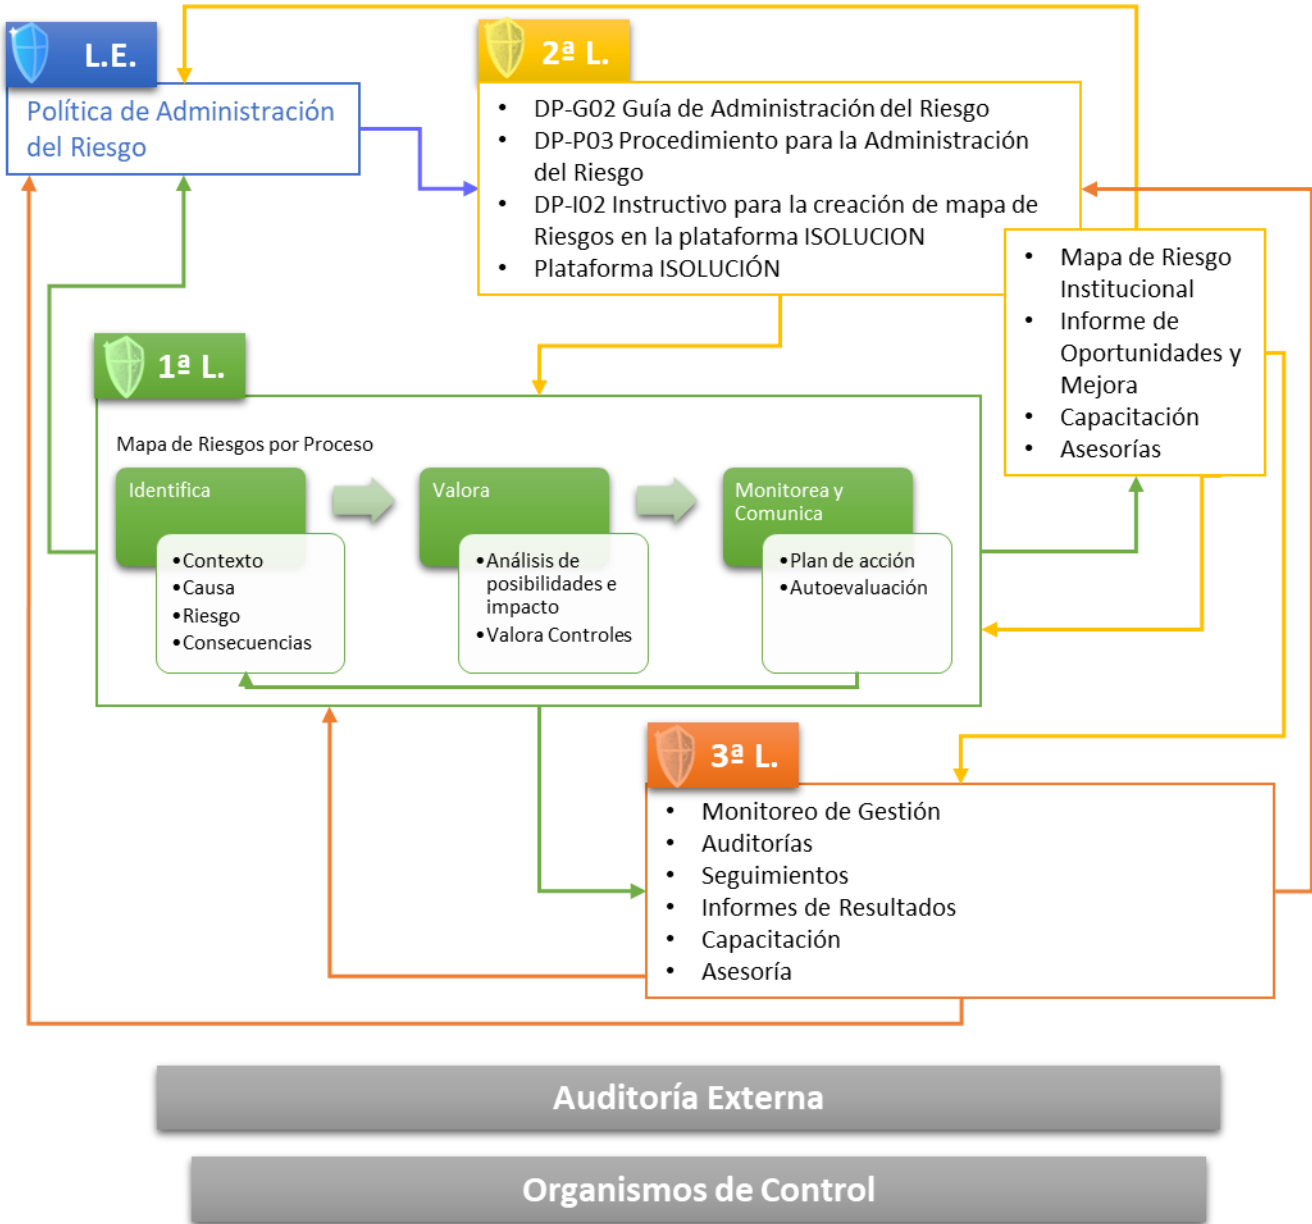 L.E.
Política de Administración
del Riesgo
2ª L.
• DP-G02 Guía de Administración del Riesgo
• DP-P03 Procedimiento para la Administración
del Riesgo
• DP-I02 Instructivo para la creación de mapa de
Riesgos en la plataforma ISOLUCION
• Plataforma ISOLUCIÓN
• Mapa de Riesgo
Institucional
• Informe de
Oportunidades y
Mejora
• Capacitación
• Asesorías
1ª L.
Mapa de Riesgos por Proceso
Identifica
•Contexto
•Causa
•Riesgo
•Consecuencias
Valora
•Análisis de
posibilidades e
impacto
•Valora Controles
Monitorea y
Comunica
•Plan de acción
•Autoevaluación
3ª L.
• Monitoreo de Gestión
• Auditorías
• Seguimientos
• Informes de Resultados
• Capacitación
• Asesoría
Auditoría Externa
Organismos de Control